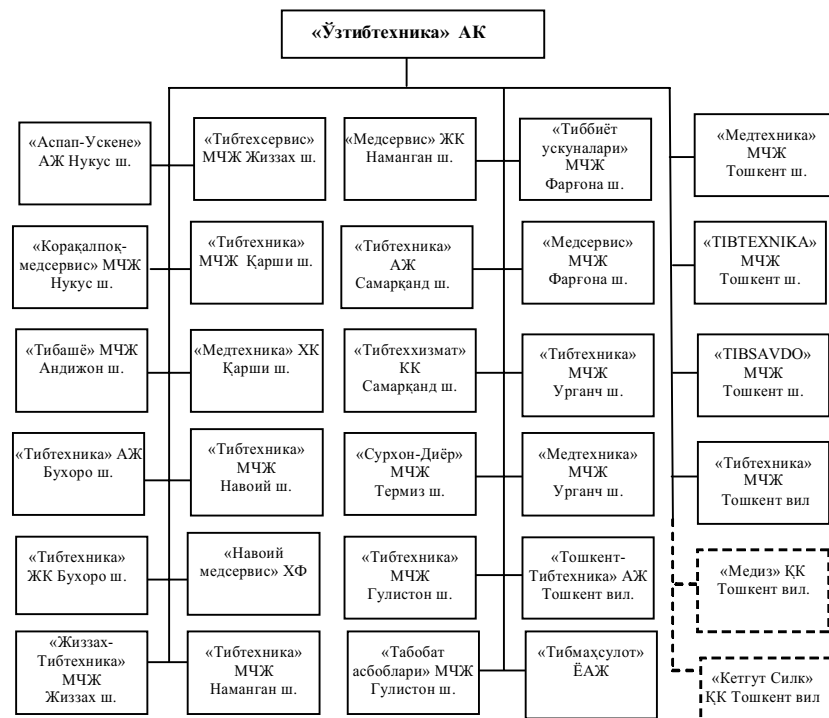 «Ўзтибтехника» АК
«Аспап-Ускене»
АЖ Нукус ш.
«Тибтехсервис»
МЧЖ Жиззах ш.
«Медсервис» ЖК
Наманган ш.
«Тиббиёт
ускуналари»
МЧЖ
Фарғона ш.
«Медтехника»
МЧЖ
Тошкент ш.
«Корақалпоқ-
медсервис» МЧЖ
Нукус ш.
«Тибтехника»
МЧЖ Қарши ш.
«Тибтехника»
АЖ
Самарқанд ш.
«Медсервис»
МЧЖ
Фарғона ш.
«TIBTEXNIKA»
МЧЖ
Тошкент ш.
«Тибашё» МЧЖ
Андижон ш.
«Медтехника» ХК
Қарши ш.
«Тибтеххизмат»
КК
Самарқанд ш.
«Тибтехника»
МЧЖ
Урганч ш.
«TIBSAVDO»
МЧЖ
Тошкент ш.
«Тибтехника» АЖ
Бухоро ш.
«Тибтехника»
МЧЖ
Навоий ш.
«Сурхон-Диёр»
МЧЖ
Термиз ш.
«Медтехника»
МЧЖ
Урганч ш.
«Тибтехника»
МЧЖ
Тошкент вил
«Тибтехника»
ЖК Бухоро ш.
«Навоий
медсервис» ХФ
«Тибтехника»
МЧЖ
Гулистон ш.
«Тошкент-
Тибтехника» АЖ
Тошкент вил.
«Медиз» ҚК
Тошкент вил.
«Жиззах-
Тибтехника»
МЧЖ
Жиззах ш.
«Тибтехника»
МЧЖ
Наманган ш.
«Табобат
асбоблари» МЧЖ
Гулистон ш.
«Тибмаҳсулот»
ЁАЖ
«Кетгут Силк»
ҚК Тошкент вил